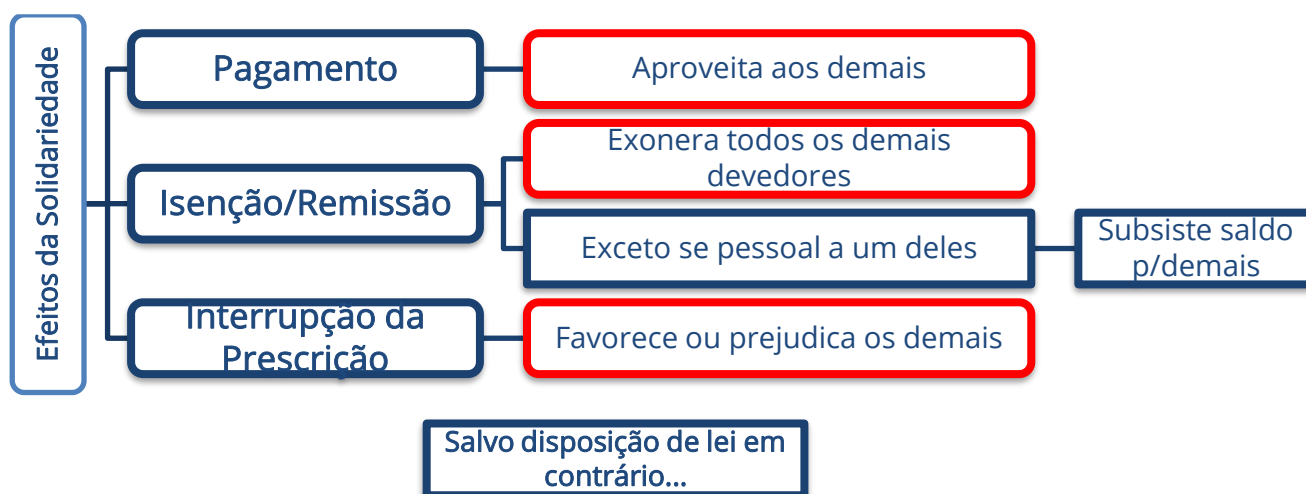 Efeitos da Solidariedade
Pagamento
Aproveita aos demais
Isenção/Remissão
Exonera todos os demais
devedores
Exceto se pessoal a um deles
Subsiste saldo
p/demais
Interrupção da
Prescrição
Favorece ou prejudica os demais
Salvo disposição de lei em
contrário...